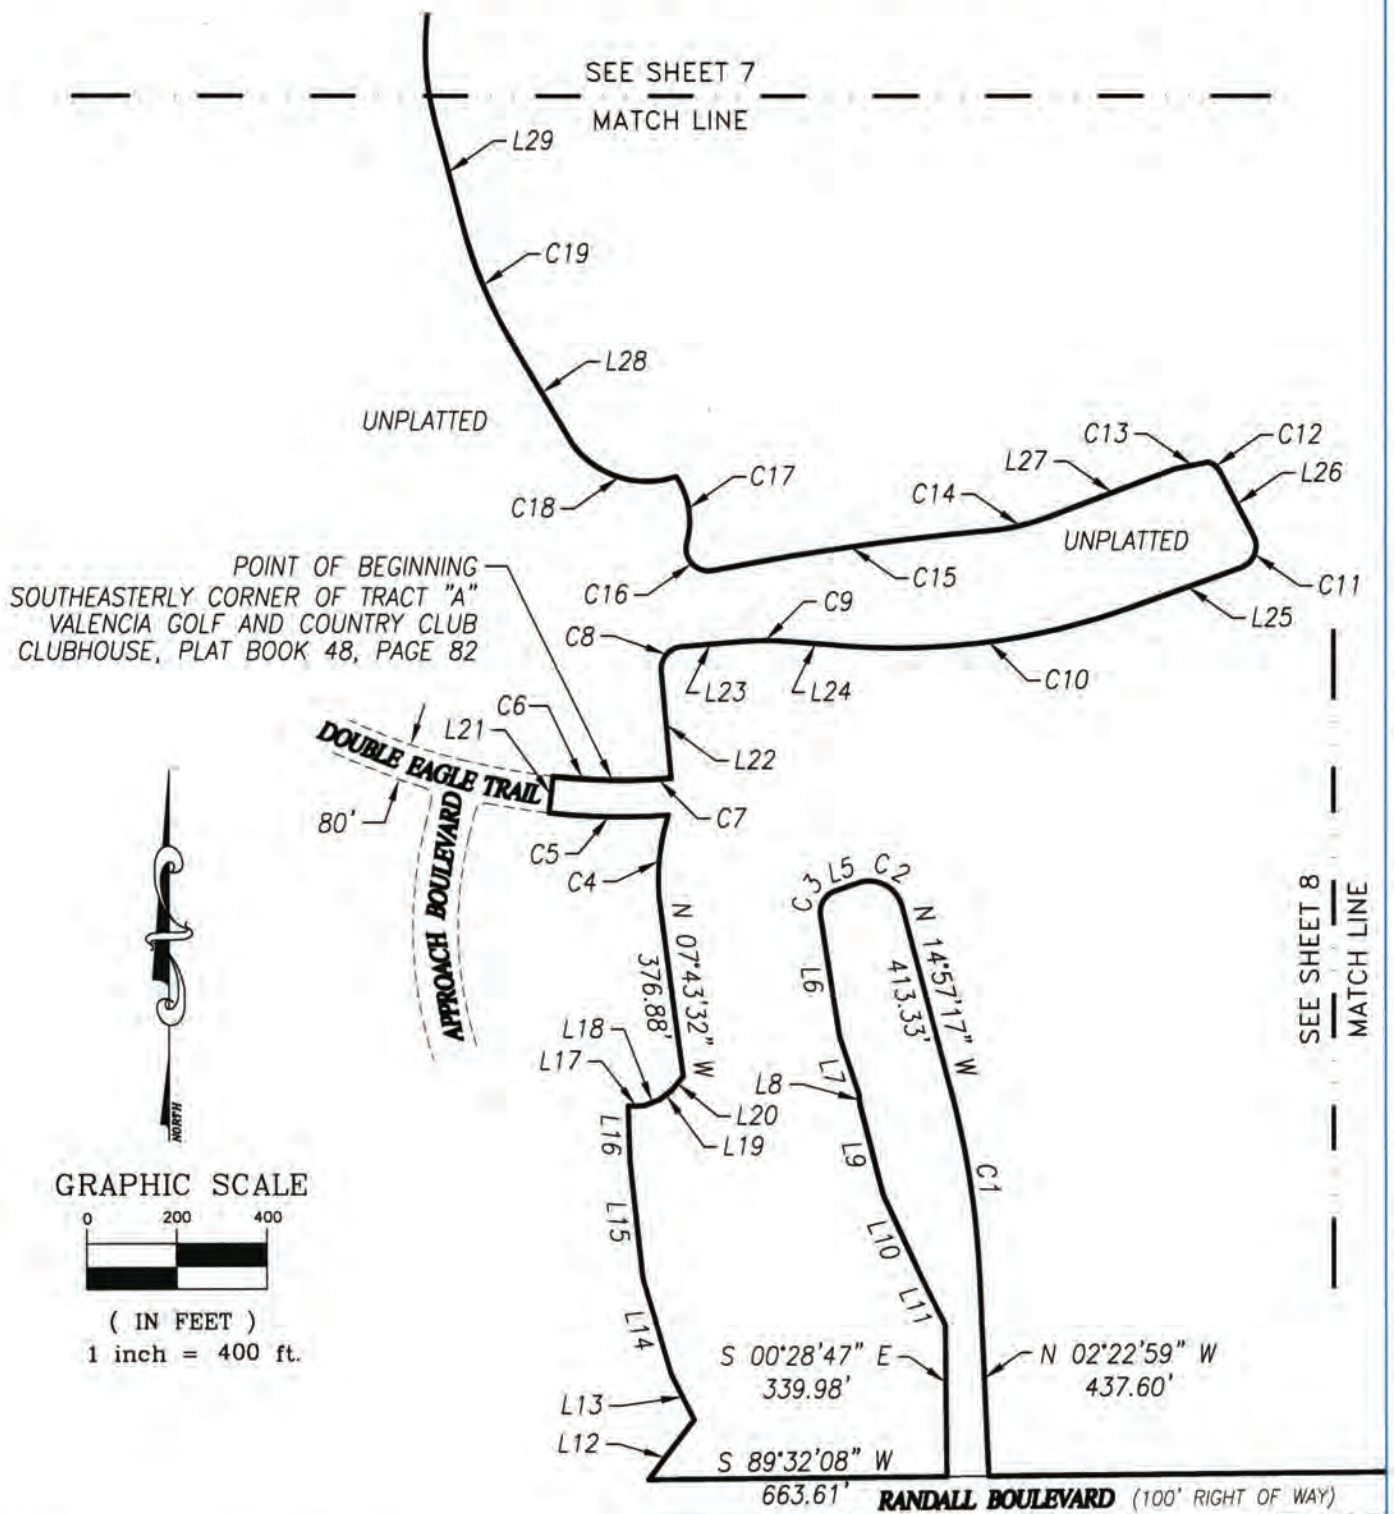 SEE SHEET 7
MATCH LINE
L29
C19
L28
UNPLATTED
C13
C12
L27
L26
C17
C14
C18
UNPLATTED
POINT OF BEGINNING
SOUTHEASTERLY CORNER OF TRACT "A"
VALENCIA GOLF AND COUNTRY CLUB
CLUBHOUSE, PLAT BOOK 48, PAGE 82
C16
C15
C11
C9
L25
C8
L23
L24
C10
C6
L21
L22
DOUBLE EAGLE TRAIL
80'
C7
C5
APPROACH BOULEVARD
C4
C3
L5
C2
N 07°43'32" W
376.88'
L6
N 14°57'17" W
413.33'
SEE SHEET 8
MATCH LINE
L18
L17
L7
L8
L20
L19
L16
L9
C1
NORTH
GRAPHIC SCALE
0 200 400
( IN FEET )
1 inch = 400 ft.
L15
L10
L11
L14
S 00°28'47" E
339.98'
N 02°22'59" W
437.60'
L13
L12
S 89°32'08" W
663.61'
RANDALL BOULEVARD (100' RIGHT OF WAY)